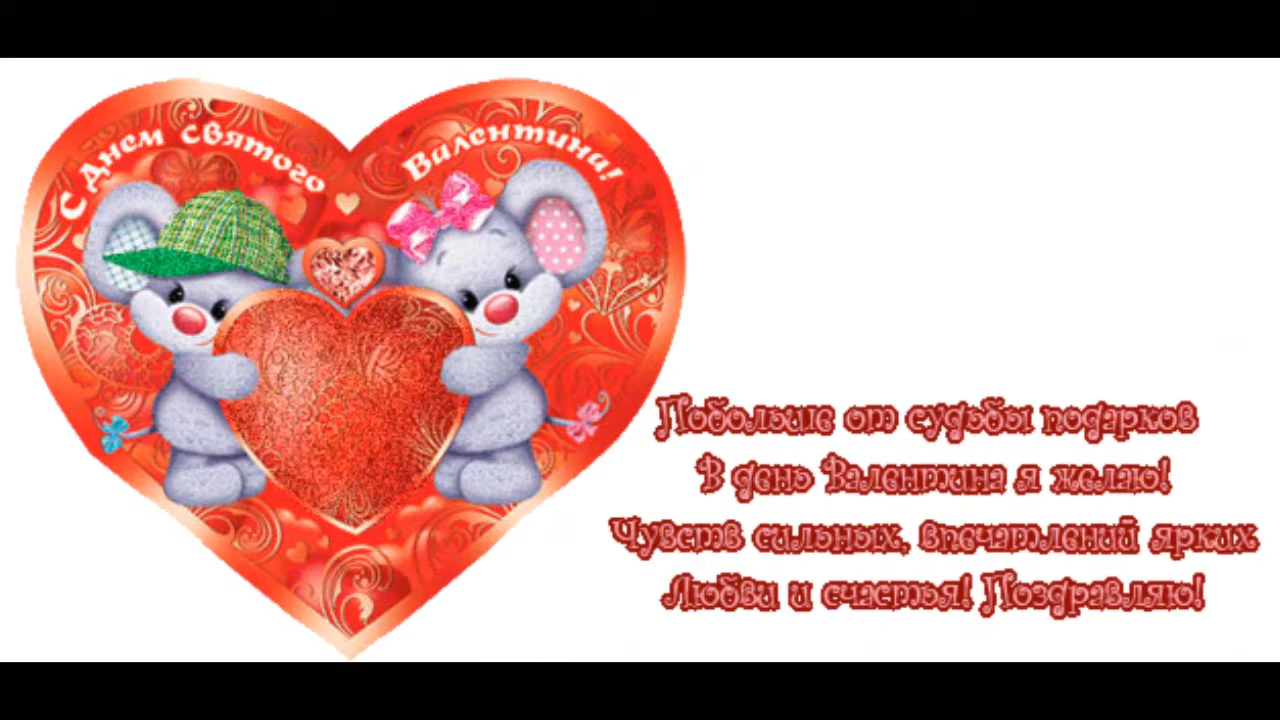 С Днем святого Валентина!
Побольше от судьбы подарков
В день Валентина я желаю!
Чувств сильных, впечатлений ярких
Любви и счастья! Поздравляю!